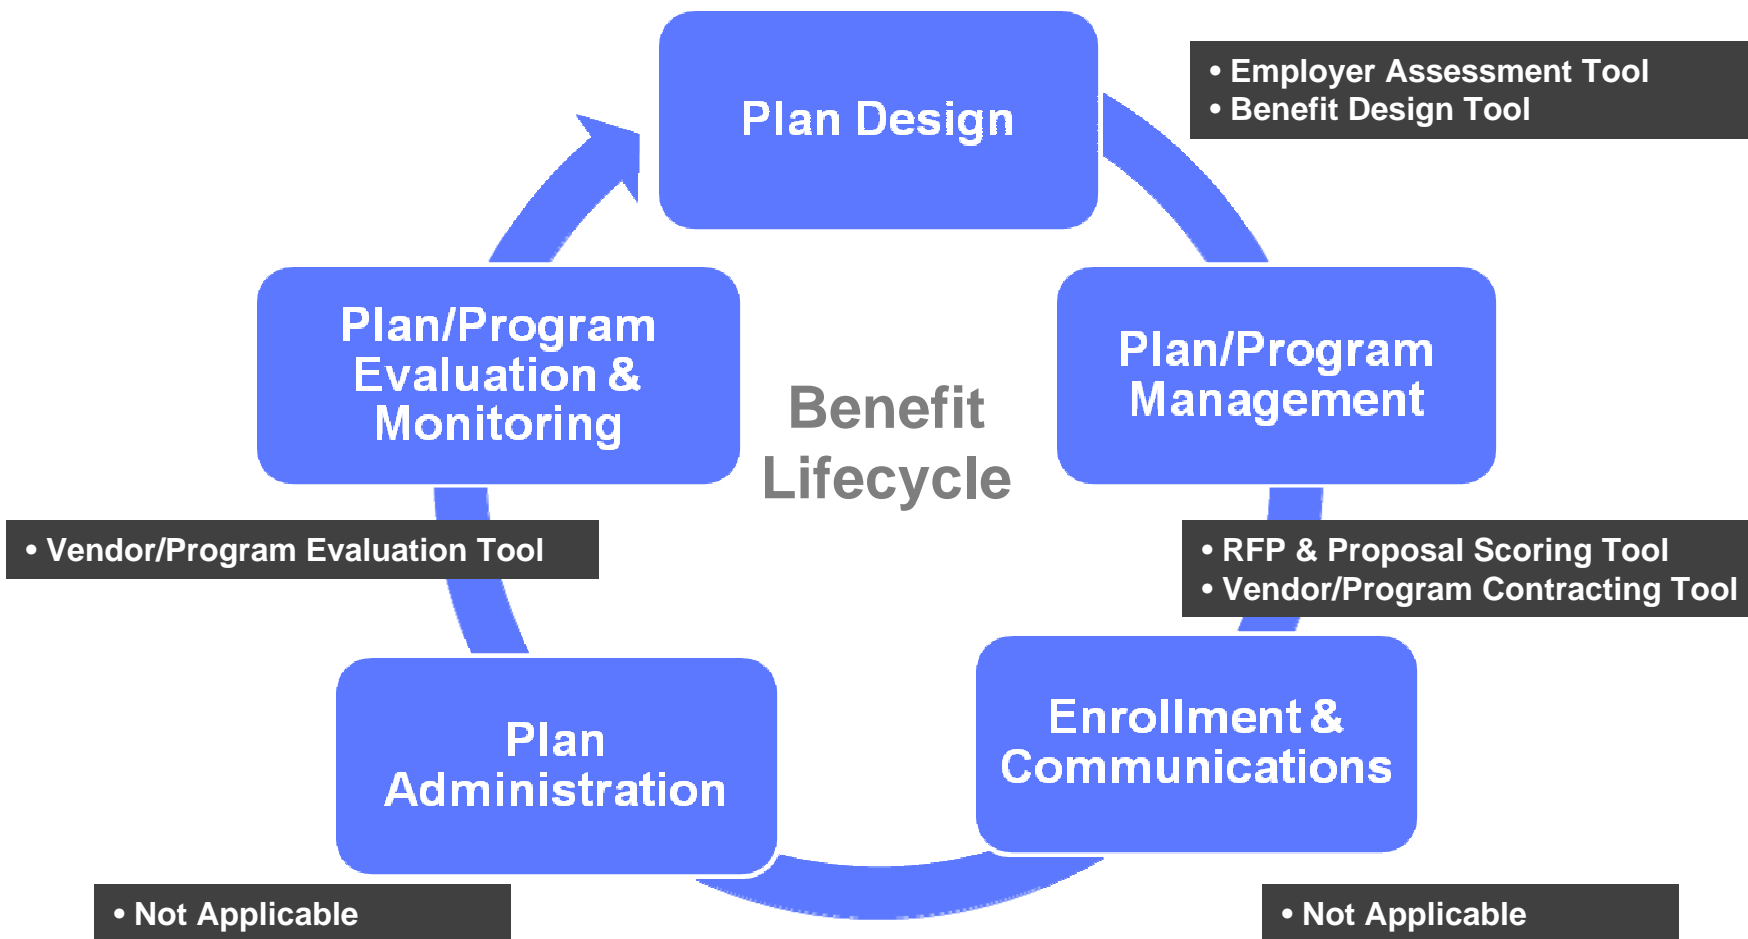 Plan Design
• Employer Assessment Tool
• Benefit Design Tool
Plan/Program
Management
• RFP & Proposal Scoring Tool
• Vendor/Program Contracting Tool
Enrollment &
Communications
• Not Applicable
Plan
Administration
• Not Applicable
Plan/Program
Evaluation &
Monitoring
• Vendor/Program Evaluation Tool
Benefit
Lifecycle